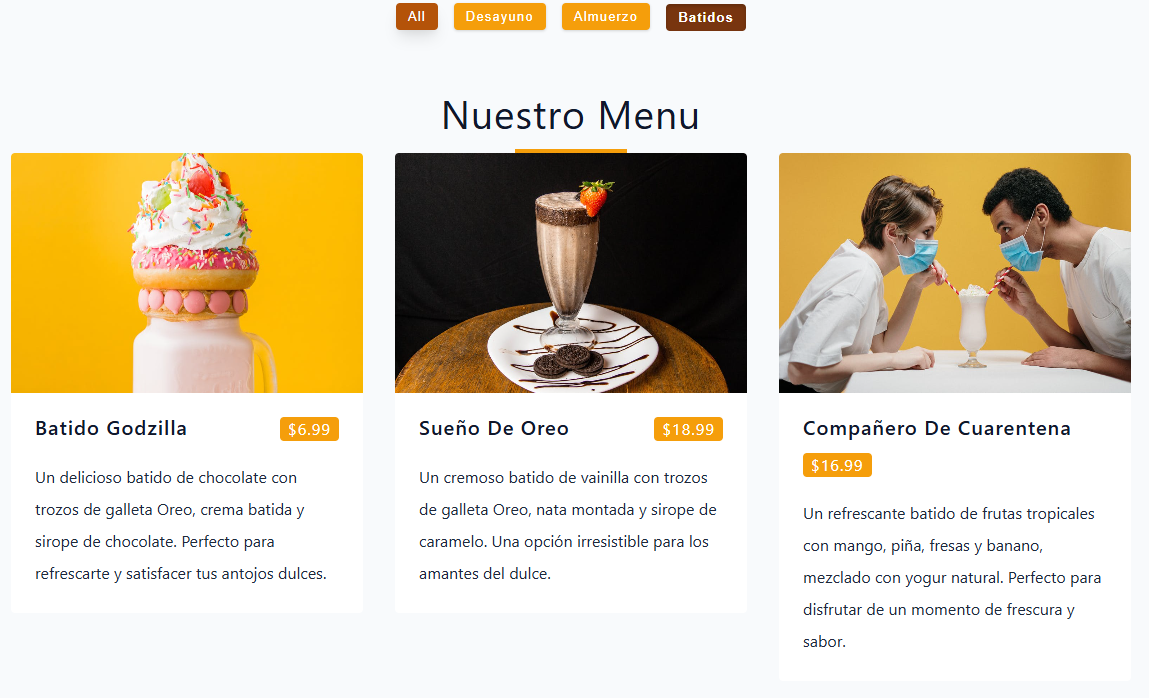 All
Desayuno
Almuerzo
Batidos
Nuestro Menu
Batido Godzilla
$6.99
Un delicioso batido de chocolate con
trozos de galleta Oreo, crema batida y
sirope de chocolate. Perfecto para
refrescarte y satisfacer tus antojos dulces.
Sueño De Oreo
$18.99
Un cremoso batido de vainilla con trozos
de galleta Oreo, nata montada y sirope de
caramelo. Una opción irresistible para los
amantes del dulce.
Compañero De Cuarentena
$16.99
Un refrescante batido de frutas tropicales
con mango, piña, fresas y banano,
mezclado con yogur natural. Perfecto para
disfrutar de un momento de frescura y
sabor.